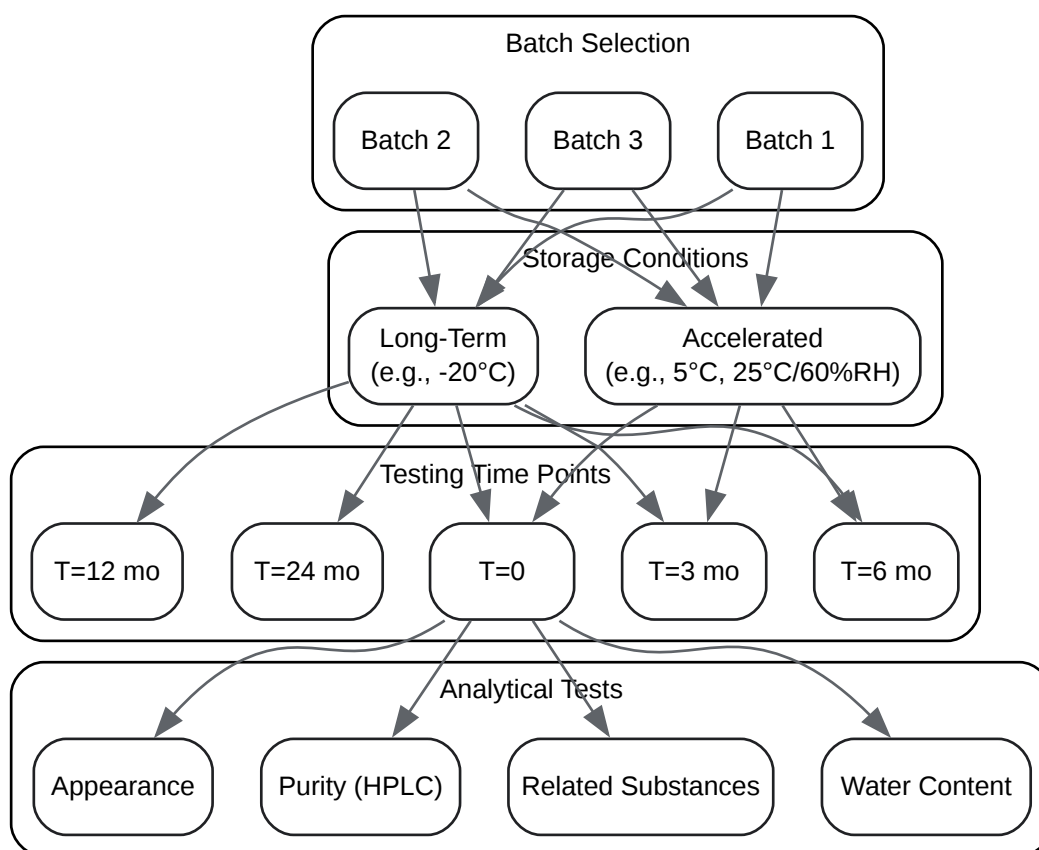 Batch Selection
Batch 2
Batch 3
Batch 1
Storage Conditions
Long-Term
(e.g., -20°C)
Accelerated
(e.g., 5°C, 25°C/60%RH)
Testing Time Points
T=12 mo
T=24 mo
T=0
T=3 mo
T=6 mo
Analytical Tests
Appearance
Purity (HPLC)
Related Substances
Water Content